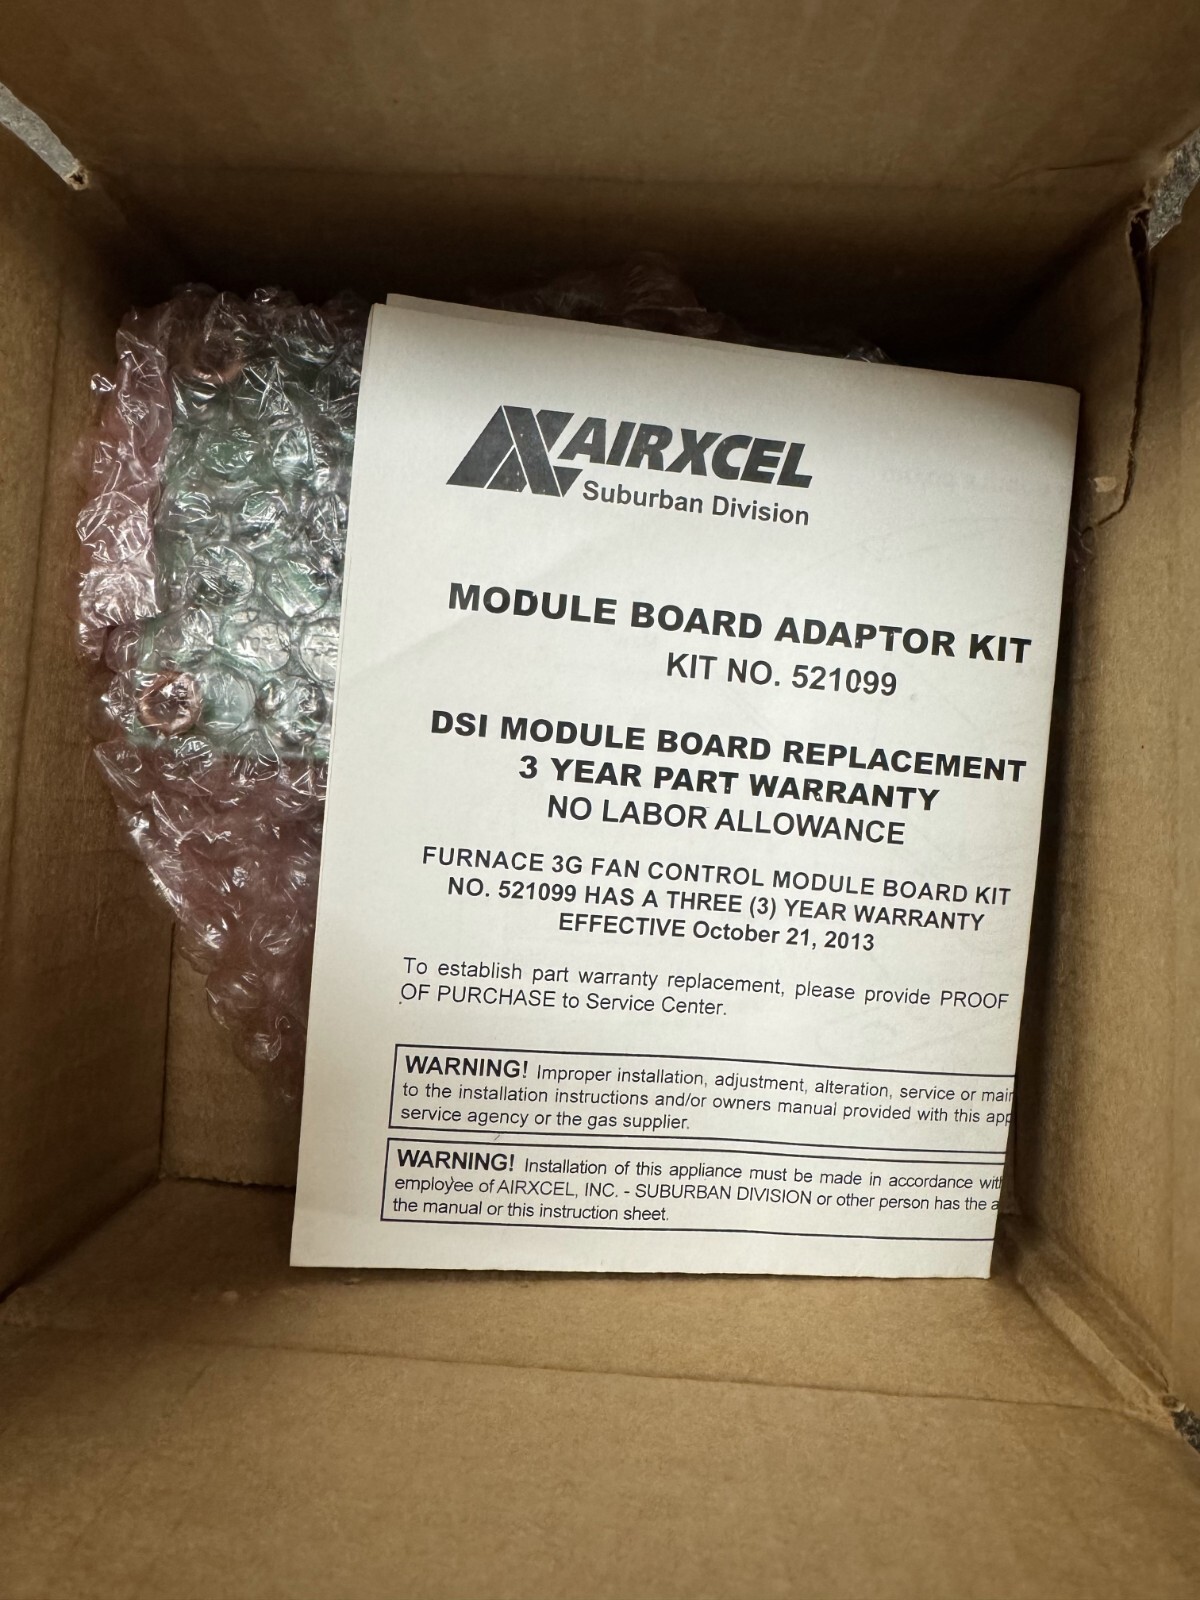 AIRXCEL
Suburban Division
MODULE BOARD ADAPTOR KIT
KIT NO. 521099
DSI MODULE BOARD REPLACEMENT
3 YEAR PART WARRANTY
NO LABOR ALLOWANCE
FURNACE 3G FAN CONTROL MODULE BOARD KIT
NO. 521099 HAS A THREE (3) YEAR WARRANTY
EFFECTIVE October 21, 2013
To establish part warranty replacement, please provide PROOF
OF PURCHASE to Service Center.
WARNING! Improper installation, adjustment, alteration, service or
to the installation instructions and/or owners manual provided with this
service agency or the gas supplier.
WARNING! Installation of this appliance must be made in accordance
employee of AIRXCEL, INC. - SUBURBAN DIVISION or other person has the
the manual or this instruction sheet.